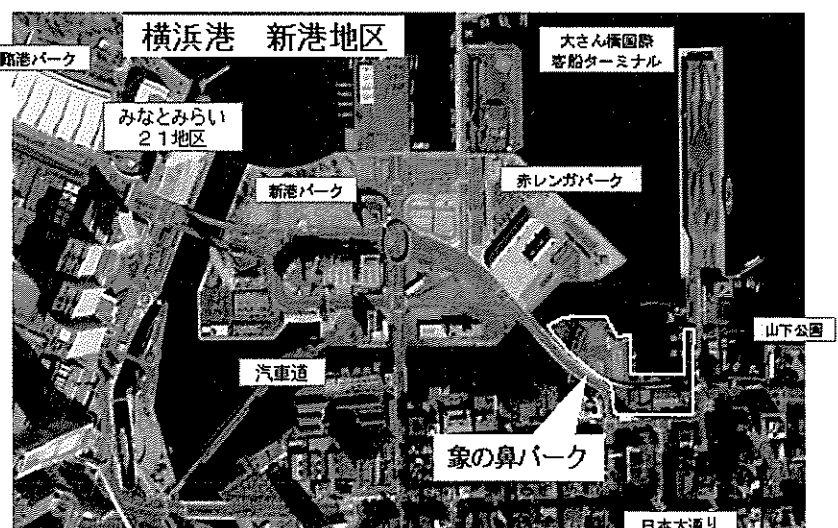 横浜港　新港地区
大さん橋国際
客船ターミナル
臨港パーク
みなとみらい
２１地区
新港パーク
赤レンガパーク
山下公園
汽車道
象の鼻パーク
日本大通り